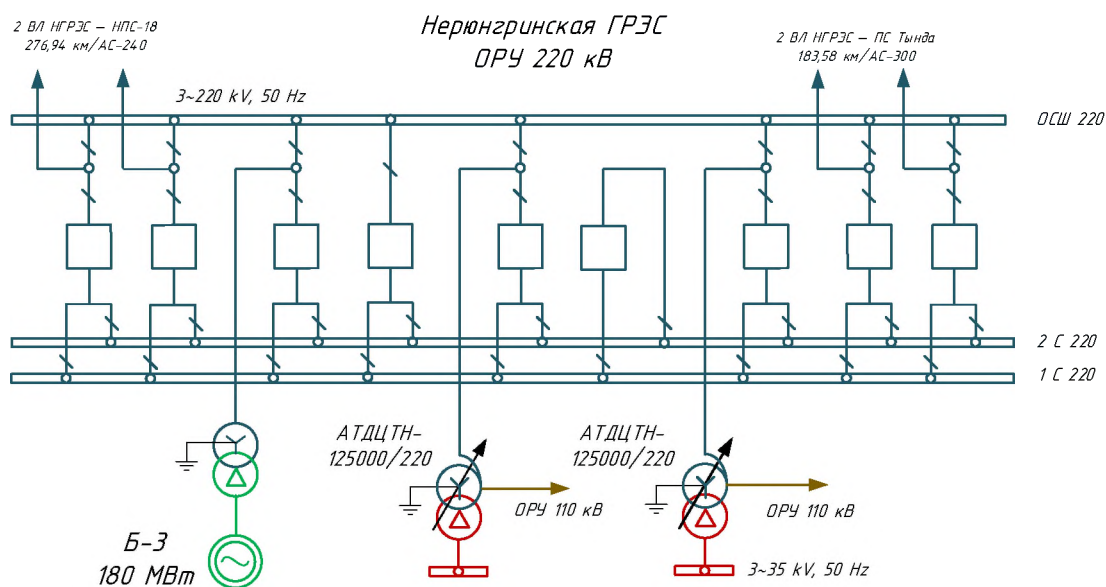 Нерюнгринская ГРЭС
ОРУ 220 кВ
2 ВЛ НГРЭС – НПС-18
276,94 км/АС-240
2 ВЛ НГРЭС – ПС Тында
183,58 км/АС-300
3~220 kV, 50 Hz
ОСШ 220
2 С 220
1 С 220
АТДЦТН-
125000/220
АТДЦТН-
125000/220
ОРУ 110 кВ
ОРУ 110 кВ
Б-3
180 МВт
3~35 kV, 50 Hz